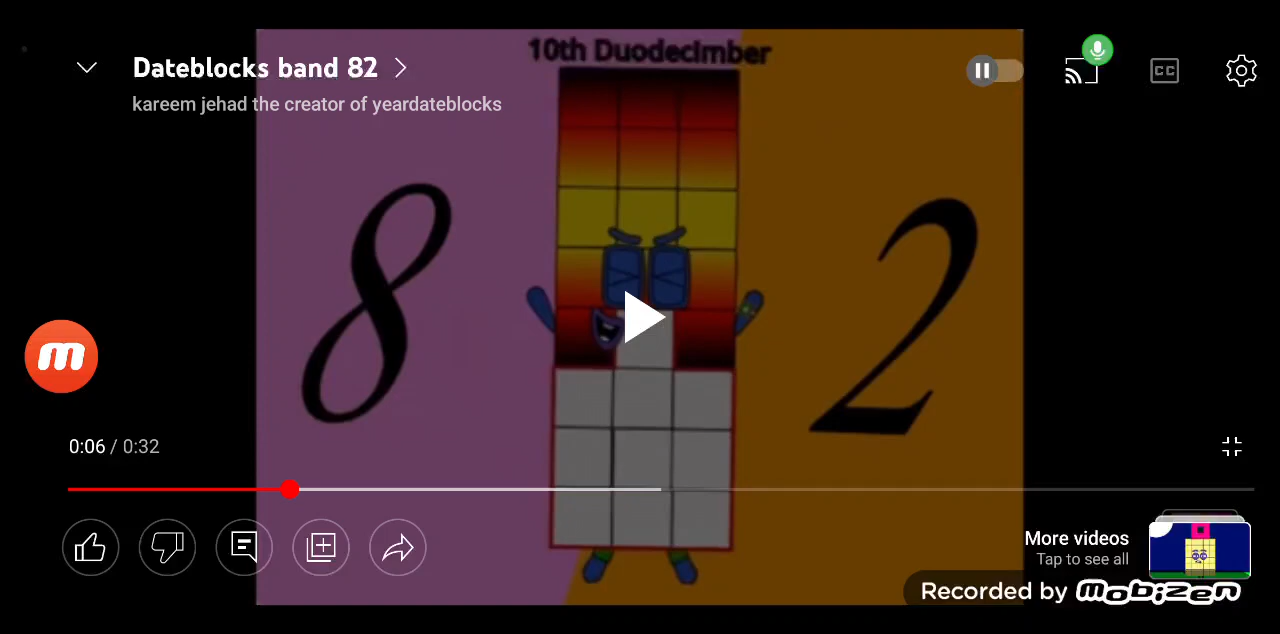 10th Duodecimber
Dateblocks band 82
kareem jehad the creator of yeardateblocks
CC
8 2
m
0:06 / 0:32
More videos
Tap to see all
Recorded by mobizen